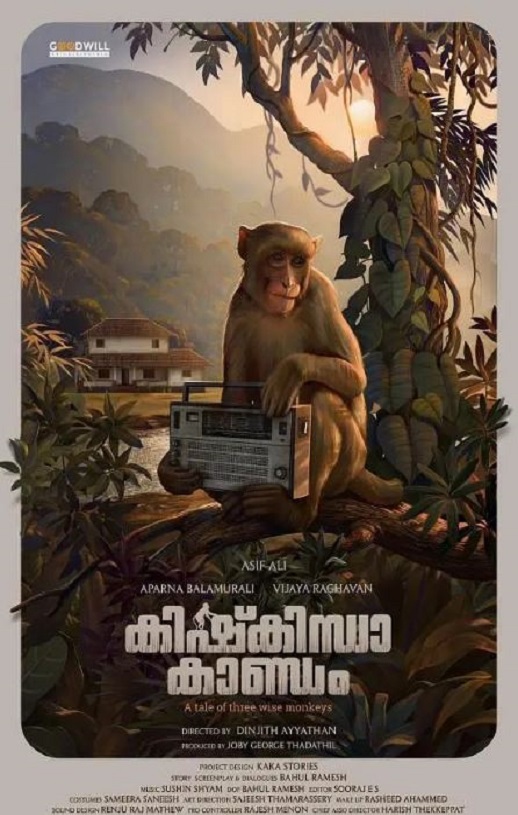 GOODWILL
ENTERTAINMENTS
ASIF ALI
APARNA BALAMURALI VIJAYA RAGHAVAN
കിഷ്കിന്ധാ
കാണ്ഡം
A tale of three wise monkeys
DIRECTED BY DINJITH AYYATHAN
PRODUCED BY JOBY GEORGE THADATHIL
PROJECT DESIGN KAKA STORIES
STORY SCREENPLAY & DIALOGUES BAHUL RAMESH
MUSIC SUSHIN SHYAM DOP BAHUL RAMESH EDITOR SOORAJ E S
COSTUMES SAMEERA SANEESH ART DIRECTION SAJEESH THAMARASSERY MAKE UP RASHEED AHAMMED
SOUND DESIGN RENJU RAJ MATHEW PRO CONTROLLER RAJESH MENON CHIEF ASSO DIRECTOR HARISH THEKKEPPAT